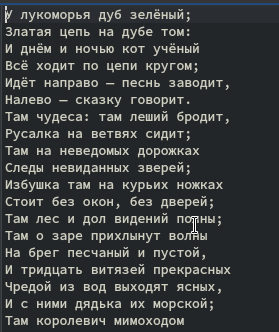 У лукоморья дуб зелёный;
Златая цепь на дубе том:
И днём и ночью кот учёный
Всё ходит по цепи кругом;
Идёт направо — песнь заводит,
Налево — сказку говорит.
Там чудеса: там леший бродит,
Русалка на ветвях сидит;
Там на неведомых дорожках
Следы невиданных зверей;
Избушка там на курьих ножках
Стоит без окон, без дверей;
Там лес и дол видений полны;
Там о заре прихлынут волны
На брег песчаный и пустой,
И тридцать витязей прекрасных
Чредой из вод выходят ясных,
И с ними дядька их морской;
Там королевич мимоходом